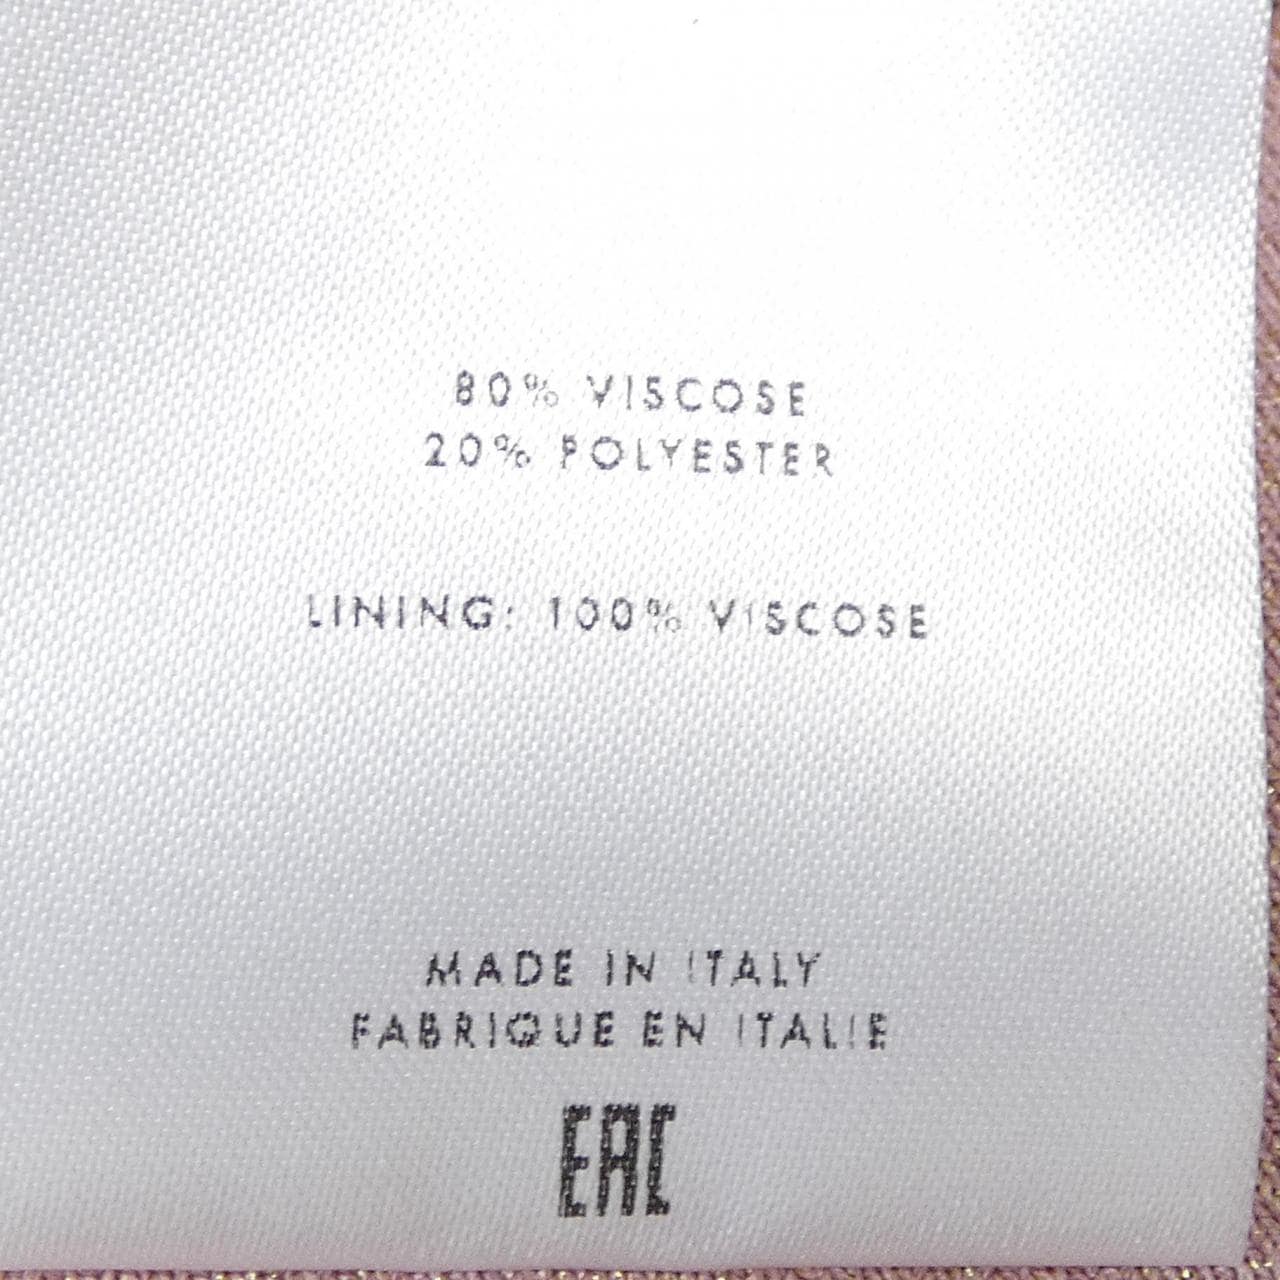 80% VISCOSE
20% POLYESTER
LINING: 100% VISCOSE
MADE IN ITALY
FABRIQUE EN ITALIE
EAC